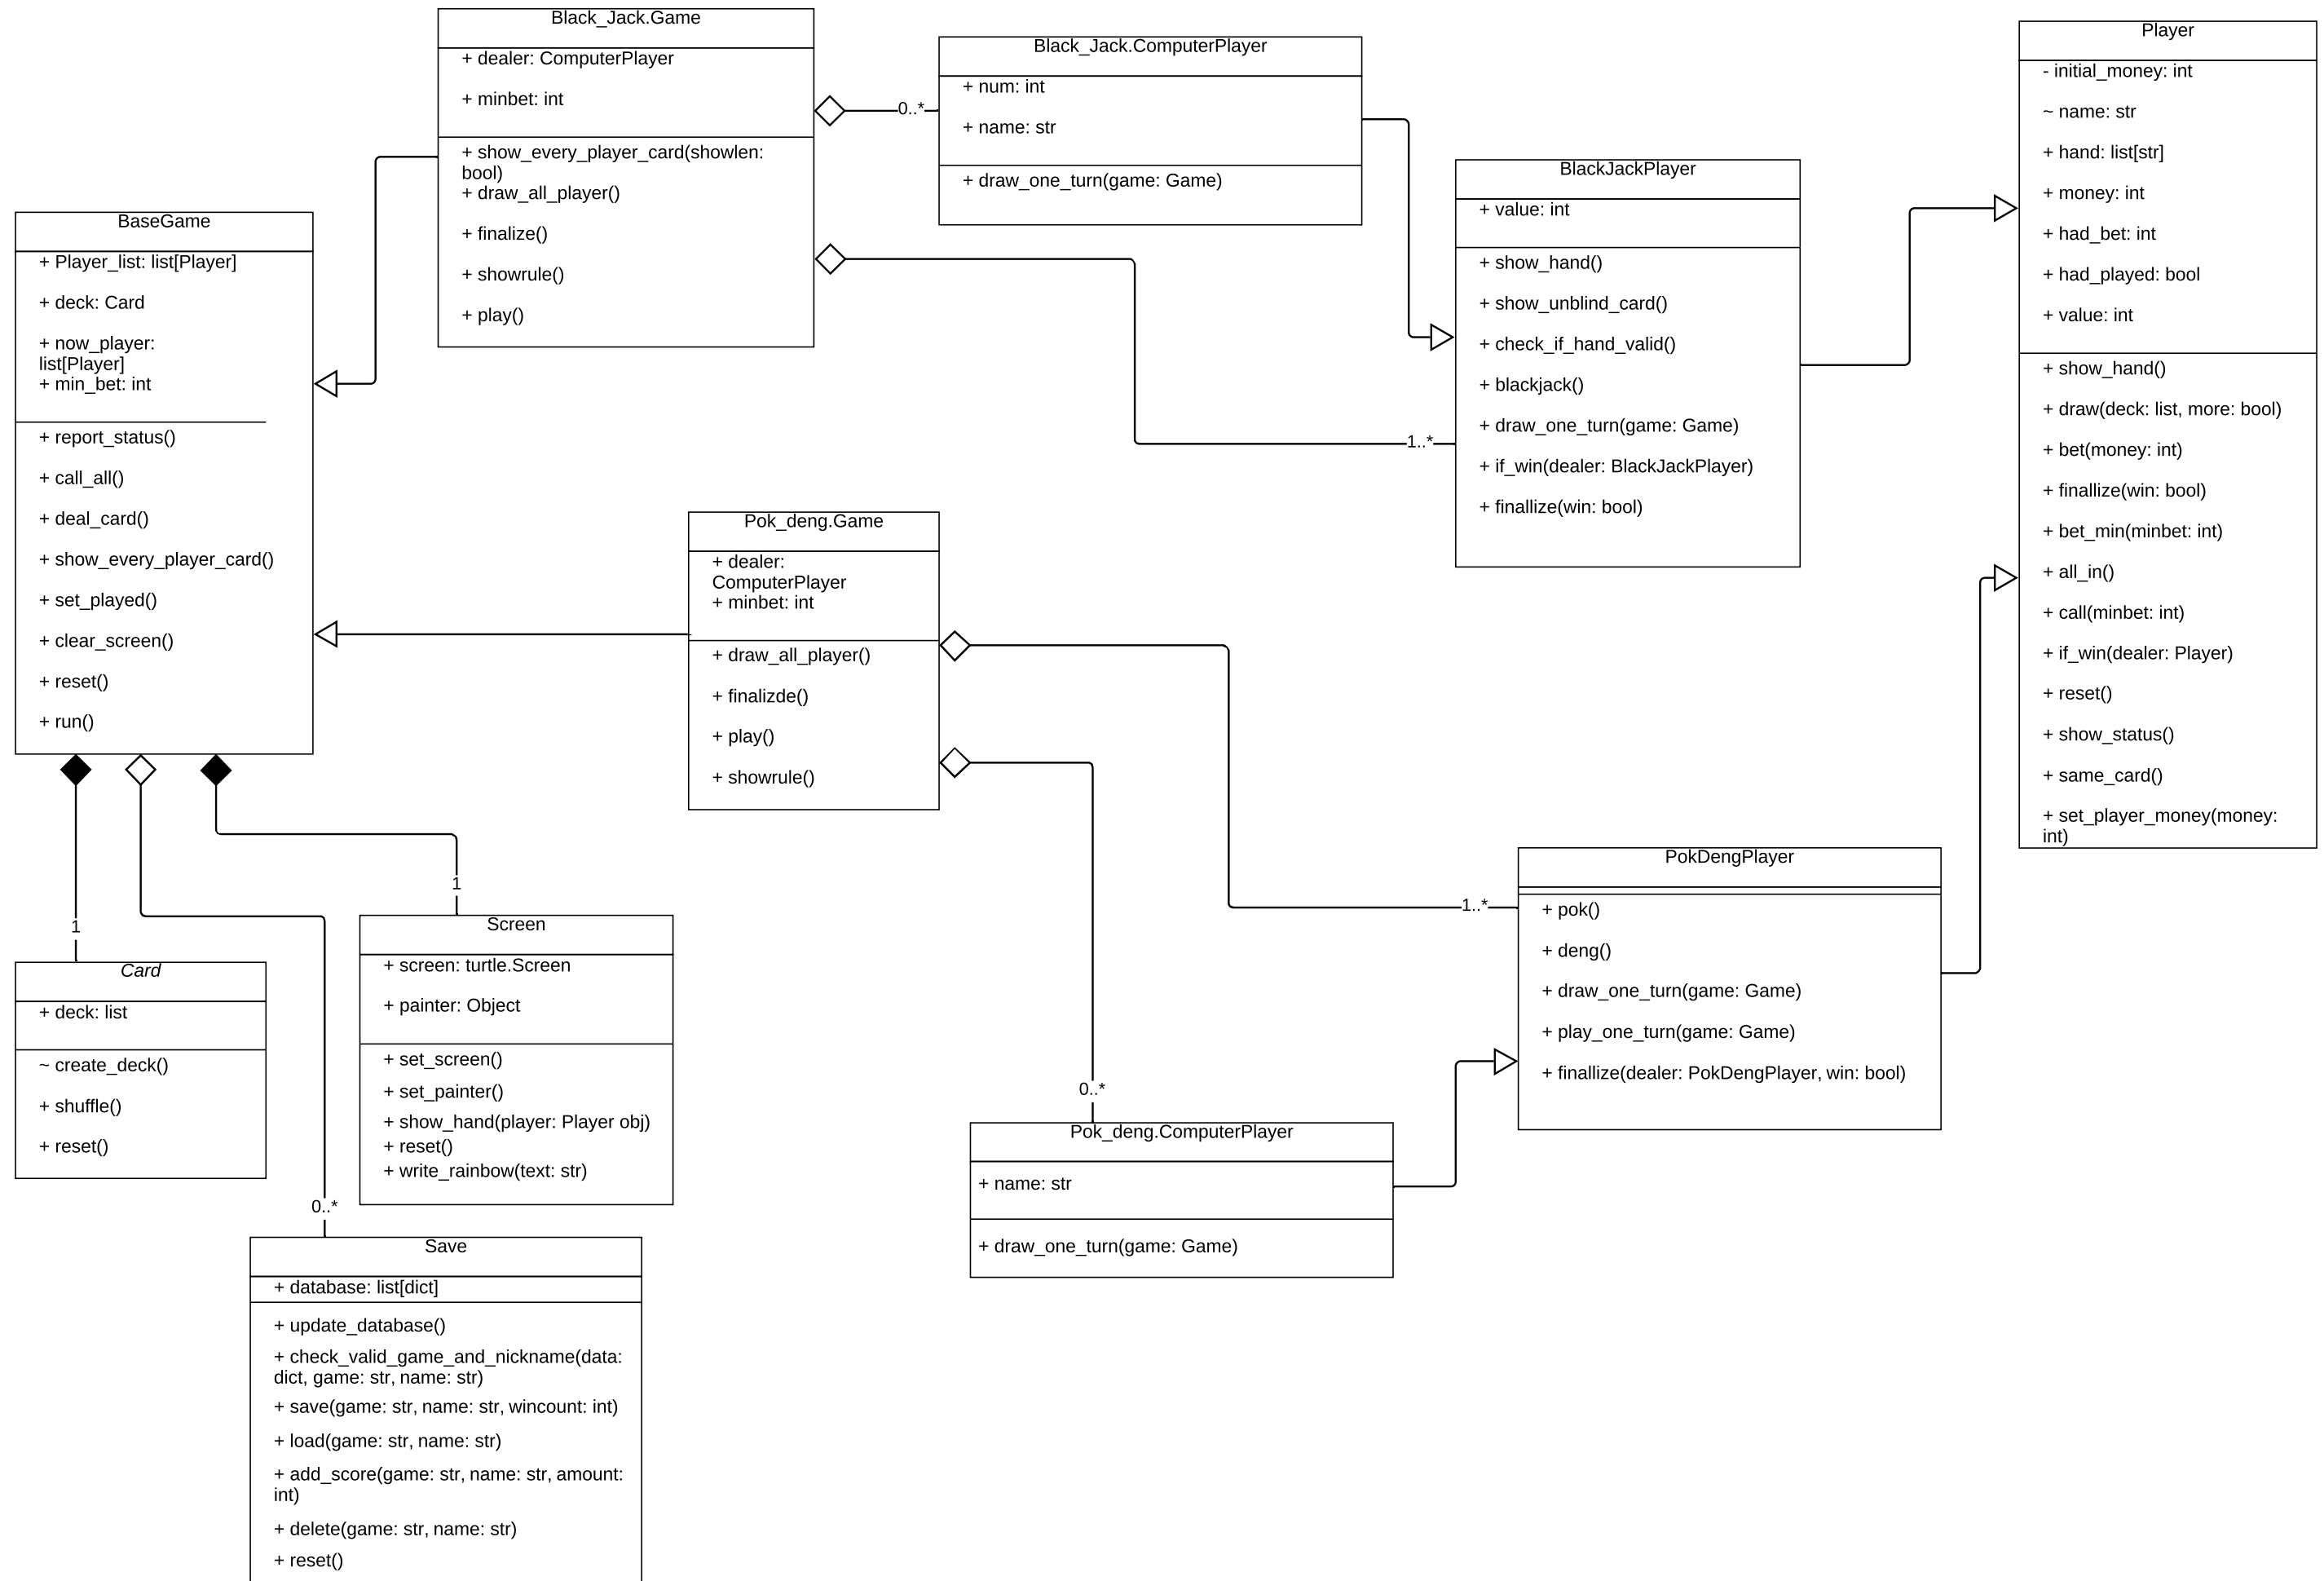 Black_Jack.Game
+ dealer: ComputerPlayer
+ minbet: int
+ show_every_player_card(showlen:
bool)
+ draw_all_player()
+ finalize()
+ showrule()
+ play()
0..*
Black_Jack.ComputerPlayer
+ num: int
+ name: str
+ draw_one_turn(game: Game)
BlackJackPlayer
+ value: int
+ show_hand()
+ show_unblind_card()
+ check_if_hand_valid()
+ blackjack()
+ draw_one_turn(game: Game)
+ if_win(dealer: BlackJackPlayer)
+ finallize(win: bool)
1..*
Player
- initial_money: int
~ name: str
+ hand: list[str]
+ money: int
+ had_bet: int
+ had_played: bool
+ value: int
+ show_hand()
+ draw(deck: list, more: bool)
+ bet(money: int)
+ finallize(win: bool)
+ bet_min(minbet: int)
+ all_in()
+ call(minbet: int)
+ if_win(dealer: Player)
+ reset()
+ show_status()
+ same_card()
+ set_player_money(money:
int)
BaseGame
+ Player_list: list[Player]
+ deck: Card
+ now_player:
list[Player]
+ min_bet: int
+ report_status()
+ call_all()
+ deal_card()
+ show_every_player_card()
+ set_played()
+ clear_screen()
+ reset()
+ run()
Pok_deng.Game
+ dealer:
ComputerPlayer
+ minbet: int
+ draw_all_player()
+ finalizde()
+ play()
+ showrule()
1..*
PokDengPlayer
+ pok()
+ deng()
+ draw_one_turn(game: Game)
+ play_one_turn(game: Game)
+ finallize(dealer: PokDengPlayer, win: bool)
0..*
Pok_deng.ComputerPlayer
+ name: str
+ draw_one_turn(game: Game)
1
Card
+ deck: list
~ create_deck()
+ shuffle()
+ reset()
1
Screen
+ screen: turtle.Screen
+ painter: Object
+ set_screen()
+ set_painter()
+ show_hand(player: Player obj)
+ reset()
+ write_rainbow(text: str)
0..*
Save
+ database: list[dict]
+ update_database()
+ check_valid_game_and_nickname(data:
dict, game: str, name: str)
+ save(game: str, name: str, wincount: int)
+ load(game: str, name: str)
+ add_score(game: str, name: str, amount:
int)
+ delete(game: str, name: str)
+ reset()